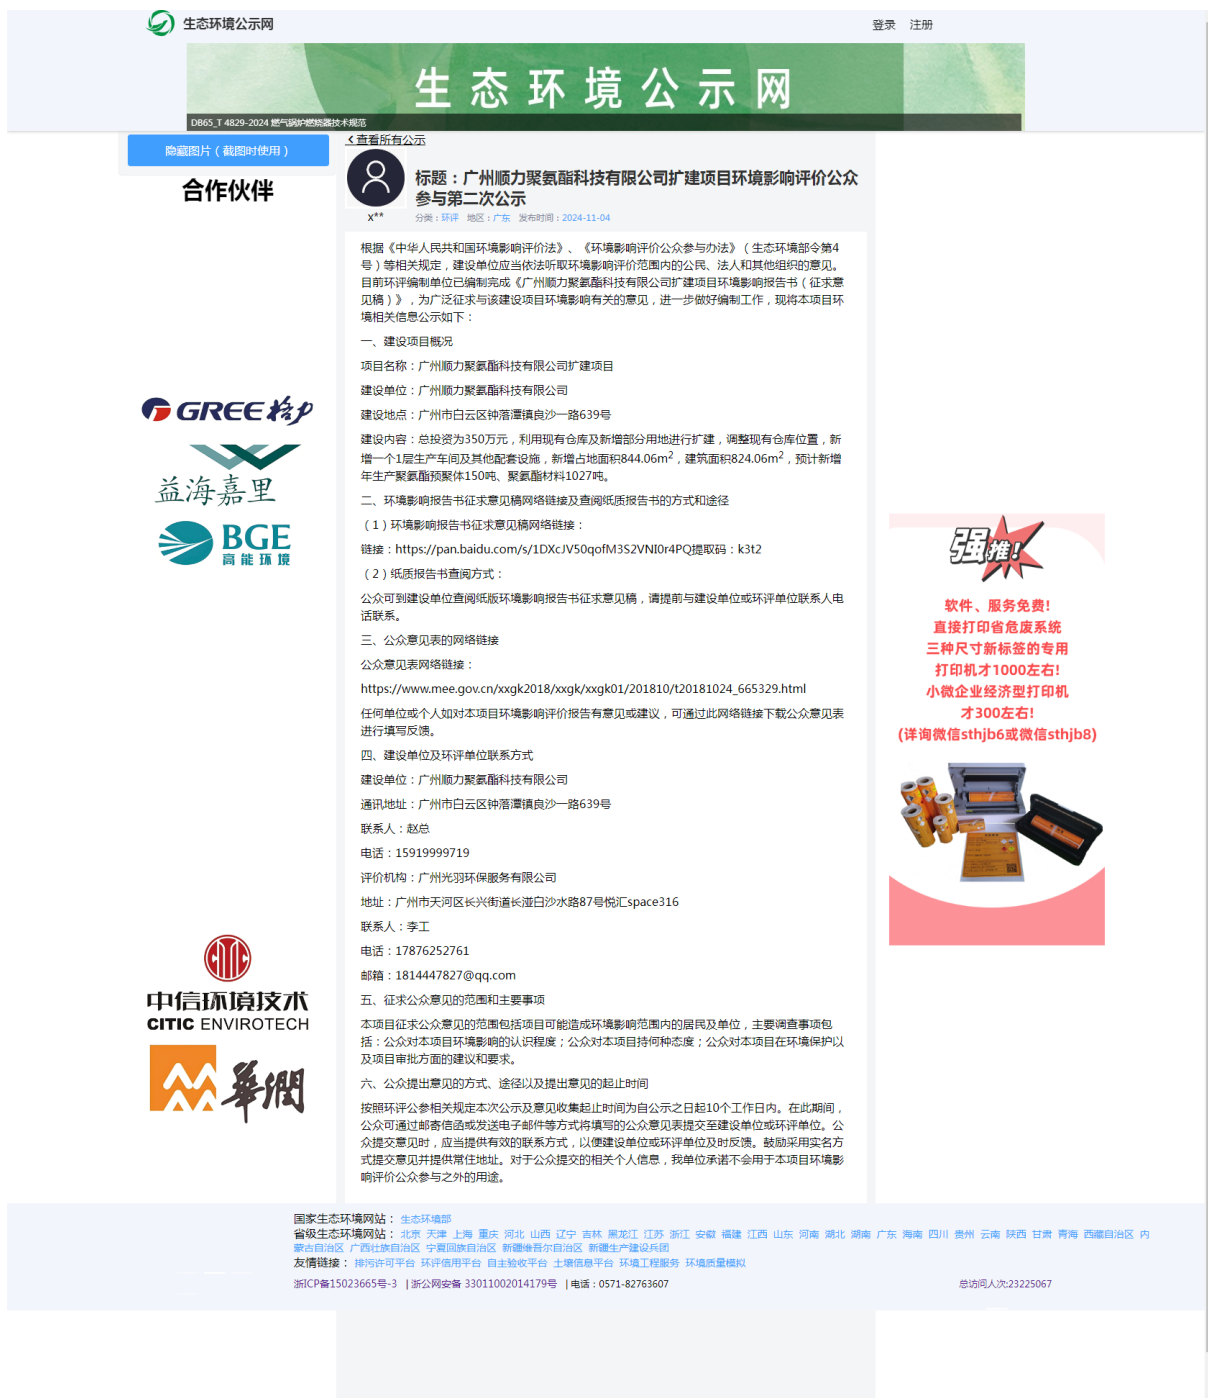 生态环境公示网
登录 注册
生态环境公示网
DB65_T 4829-2024 燃气锅炉燃烧器技术规范
隐藏图片（截图时使用）
合作伙伴
GREE格力
益海嘉里
BGE
高能环境
中信环境技术
CITIC ENVIROTECH
華潤
查看所有公示
x**
标题：广州顺力聚氨酯科技有限公司扩建项目环境影响评价公众
参与第二次公示
分类：环评 地区：广东 发布时间：2024-11-04
根据《中华人民共和国环境影响评价法》、《环境影响评价公众参与办法》（生态环境部令第4
号）等相关规定，建设单位应当依法听取环境影响评价范围内的公民、法人和其他组织的意见。
目前环评编制单位已编制完成《广州顺力聚氨酯科技有限公司扩建项目环境影响报告书（征求意
见稿）》，为广泛征求与该建设项目环境影响有关的意见，进一步做好编制工作，现将本项目环
境相关信息公示如下：
一、建设项目概况
项目名称：广州顺力聚氨酯科技有限公司扩建项目
建设单位：广州顺力聚氨酯科技有限公司
建设地点：广州市白云区钟落潭镇良沙一路639号
建设内容：总投资为350万元，利用现有仓库及新增部分用地进行扩建，调整现有仓库位置，新
增一个1层生产车间及其他配套设施，新增占地面积844.06m²，建筑面积824.06m²，预计新增
年生产聚氨酯预聚体150吨、聚氨酯材料1027吨。
二、环境影响报告书征求意见稿网络链接及查阅纸质报告书的方式和途径
（1）环境影响报告书征求意见稿网络链接：
链接：https://pan.baidu.com/s/1DXcJV50qofM3S2VNI0r4PQ提取码：k3t2
（2）纸质报告书查阅方式：
公众可到建设单位查阅纸版环境影响报告书征求意见稿，请提前与建设单位或环评单位联系人电
话联系。
三、公众意见表的网络链接
公众意见表网络链接：
https://www.mee.gov.cn/xxgk2018/xxgk/xxgk01/201810/t20181024_665329.html
任何单位或个人如对本项目环境影响评价报告有意见或建议，可通过此网络链接下载公众意见表
进行填写反馈。
四、建设单位及环评单位联系方式
建设单位：广州顺力聚氨酯科技有限公司
通讯地址：广州市白云区钟落潭镇良沙一路639号
联系人：赵总
电话：15919999719
评价机构：广州光羽环保服务有限公司
地址：广州市天河区长兴街道长湴白沙水路87号悦汇space316
联系人：李工
电话：17876252761
邮箱：1814447827@qq.com
五、征求公众意见的范围和主要事项
本项目征求公众意见的范围包括项目可能造成环境影响范围内的居民及单位，主要调查事项包
括：公众对本项目环境影响的认识程度；公众对本项目持何种态度；公众对本项目在环境保护以
及项目审批方面的建议和要求。
六、公众提出意见的方式、途径以及提出意见的起止时间
按照环评公参相关规定本次公示及意见收集起止时间为自公示之日起10个工作日内。在此期间，
公众可通过邮寄信函或发送电子邮件等方式将填写的公众意见表提交至建设单位或环评单位。公
众提交意见时，应当提供有效的联系方式，以便建设单位或环评单位及时反馈。鼓励采用实名方
式提交意见并提供常住地址。对于公众提交的相关个人信息，我单位承诺不会用于本项目环境影
响评价公众参与之外的用途。
强推!
软件、服务免费!
直接打印省危废系统
三种尺寸新标签的专用
打印机才1000左右!
小微企业经济型打印机
才300左右!
(详询微信sthjb6或微信sthjb8)
国家生态环境网站： 生态环境部
省级生态环境网站： 北京 天津 上海 重庆 河北 山西 辽宁 吉林 黑龙江 江苏 浙江 安徽 福建 江西 山东 河南 湖北 湖南 广东 海南 四川 贵州 云南 陕西 甘肃 青海 西藏自治区 内
蒙古自治区 广西壮族自治区 宁夏回族自治区 新疆维吾尔自治区 新疆生产建设兵团
友情链接： 排污许可平台 环评信用平台 自主验收平台 土壤信息平台 环境工程服务 环境质量模拟
浙ICP备15023665号-3 | 浙公网安备 33011002014179号 | 电话：0571-82763607 总访问人次:23225067